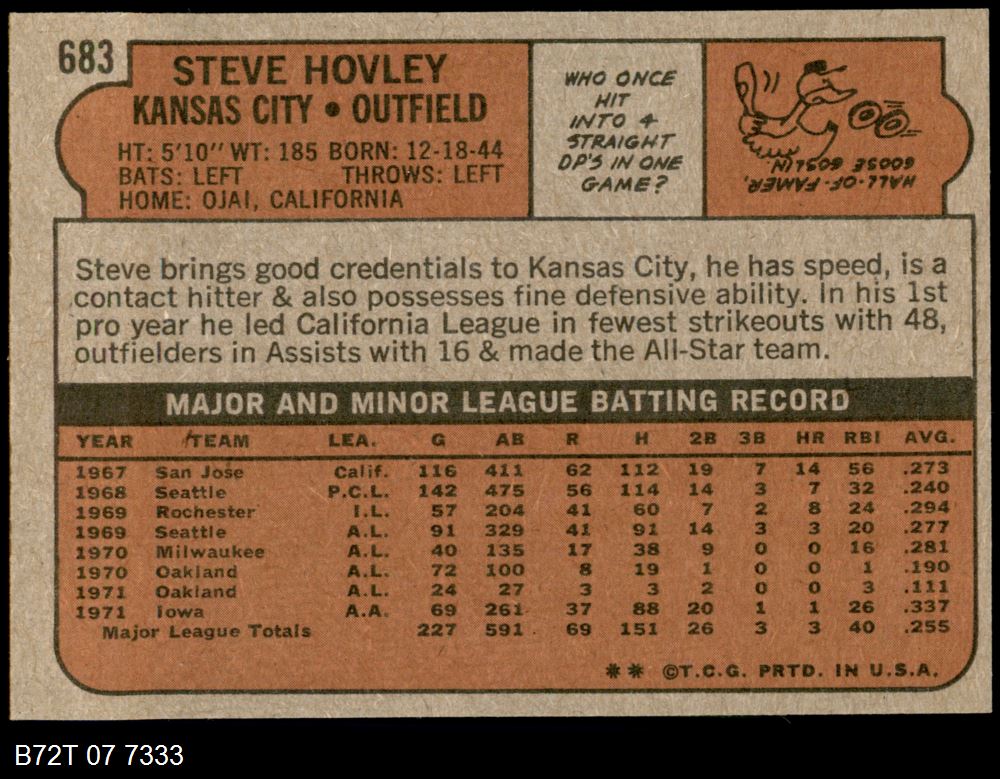 683
STEVE HOVLEY
KANSAS CITY • OUTFIELD
HT: 5'10" WT: 185 BORN: 12-18-44
BATS: LEFT THROWS: LEFT
HOME: OJAI, CALIFORNIA
WHO ONCE
HIT
INTO 4
STRAIGHT
DP'S IN ONE
GAME?
HALL-OF-FAMER,
GOOSE GOSLIN
Steve brings good credentials to Kansas City, he has speed, is a
contact hitter & also possesses fine defensive ability. In his 1st
pro year he led California League in fewest strikeouts with 48,
outfielders in Assists with 16 & made the All-Star team.
MAJOR AND MINOR LEAGUE BATTING RECORD
YEAR TEAM LEA. G AB R H 2B 3B HR RBI AVG.
1967 San Jose Calif. 116 411 62 112 19 7 14 56 .273
1968 Seattle P.C.L. 142 475 56 114 14 3 7 32 .240
1969 Rochester I.L. 57 204 41 60 7 2 8 24 .294
1969 Seattle A.L. 91 329 41 91 14 3 3 20 .277
1970 Milwaukee A.L. 40 135 17 38 9 0 0 16 .281
1970 Oakland A.L. 72 100 8 19 1 0 0 1 .190
1971 Oakland A.L. 24 27 3 3 2 0 0 3 .111
1971 Iowa A.A. 69 261 37 88 20 1 1 26 .337
Major League Totals 227 591 69 151 26 3 3 40 .255
** ©T.C.G. PRTD. IN U.S.A.
B72T 07 7333